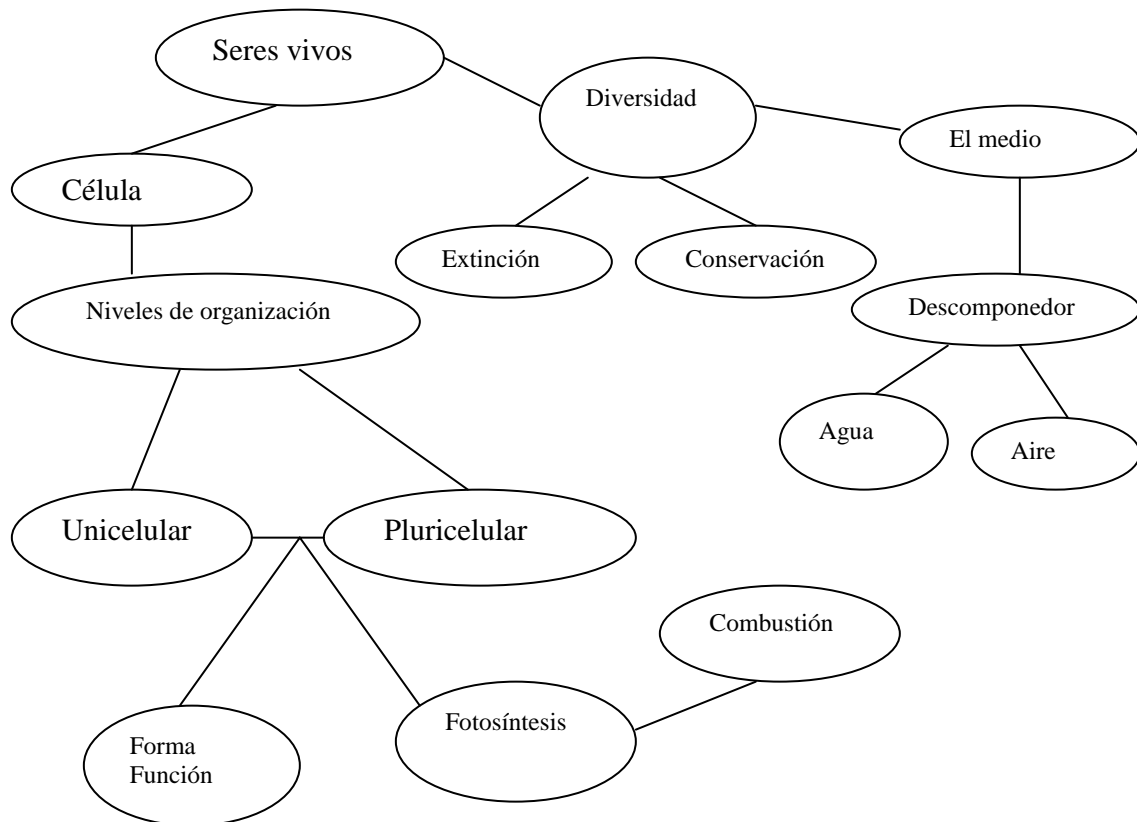 Seres vivos
Diversidad
El medio
Célula
Extinción
Conservación
Niveles de organización
Descomponedor
Agua
Aire
Unicelular
Pluricelular
Combustión
Fotosíntesis
Forma
Función